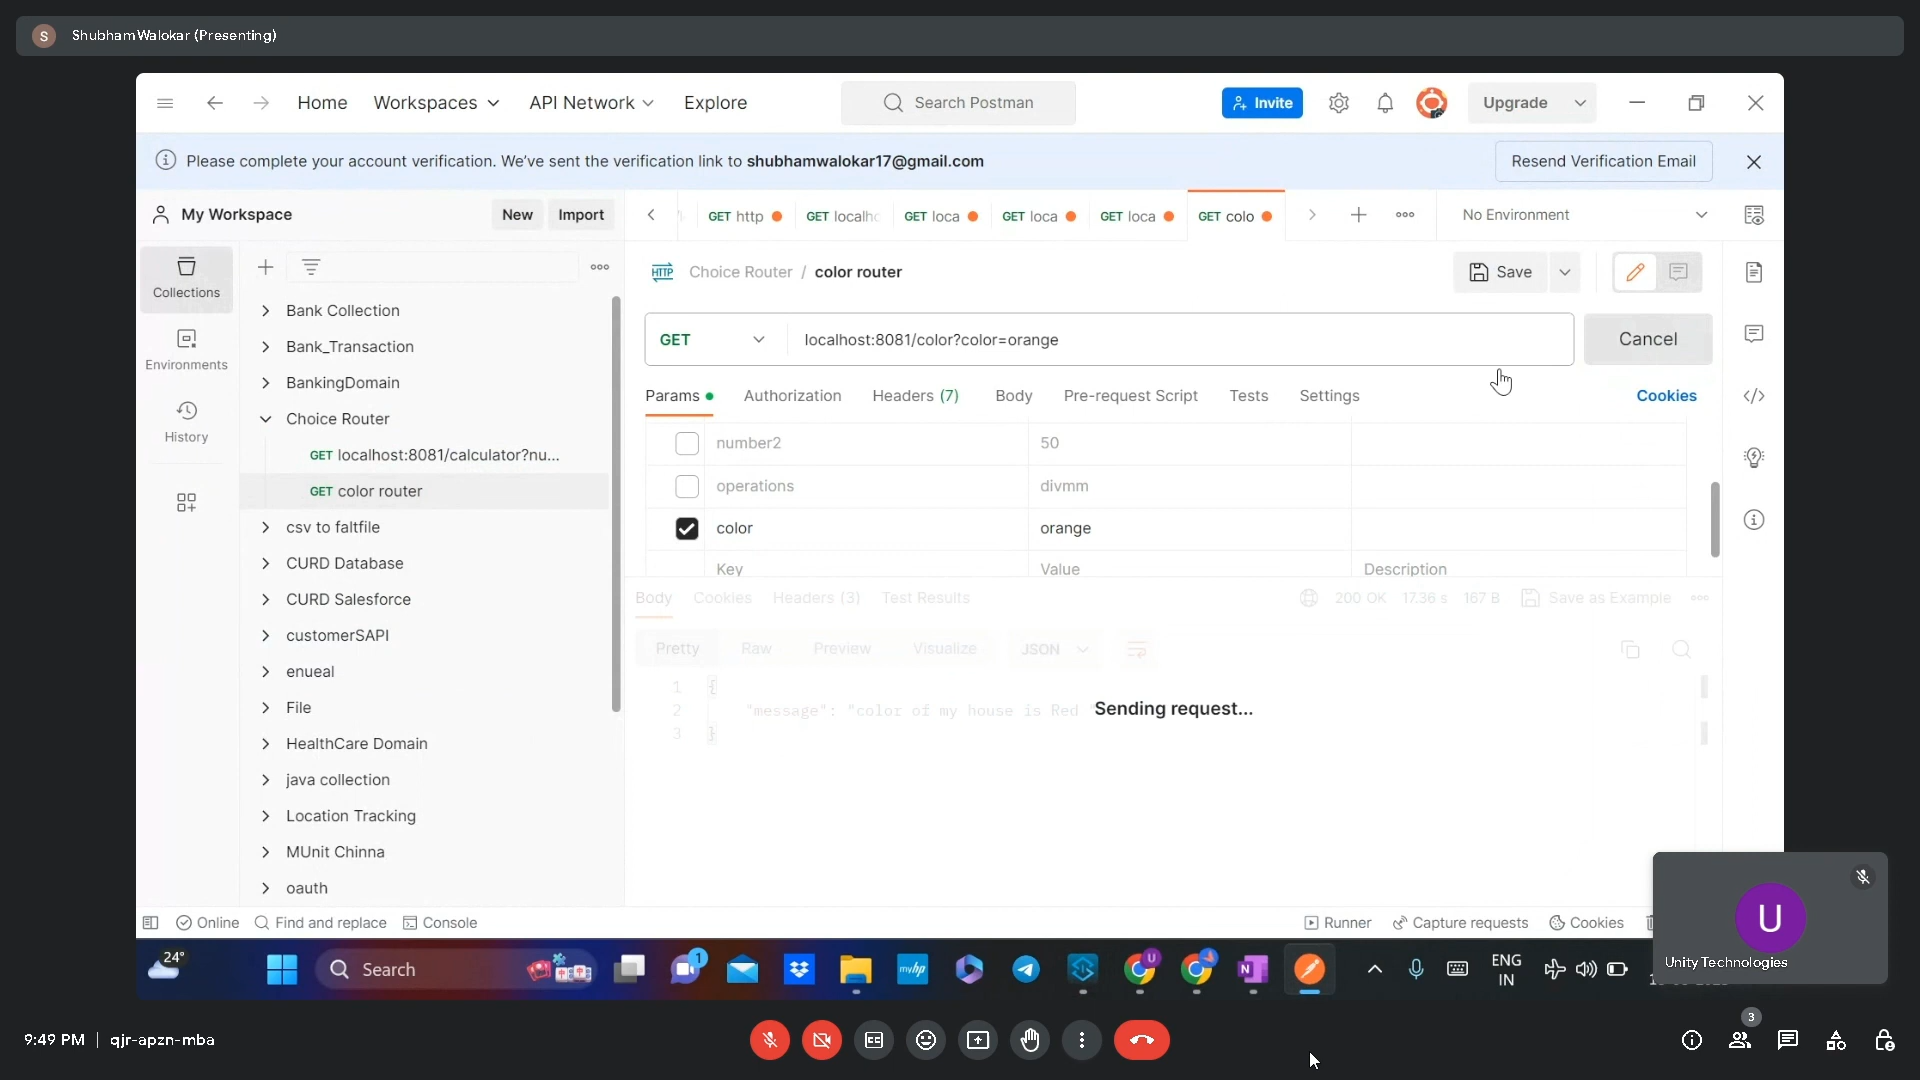 S ShubhamWalokar (Presenting)
Home Workspaces API Network Explore Search Postman Invite Upgrade
Please complete your account verification. We've sent the verification link to shubhamwalokar17@gmail.com Resend Verification Email
My Workspace New Import GET http GET localho GET loca GET loca GET loca GET colo No Environment
Collections
Environments
History
Bank Collection
Bank_Transaction
BankingDomain
Choice Router
GET localhost:8081/calculator?nu...
GET color router
csv to faltfile
CURD Database
CURD Salesforce
customerSAPI
enueal
File
HealthCare Domain
java collection
Location Tracking
MUnit Chinna
oauth
HTTP Choice Router / color router Save
GET localhost:8081/color?color=orange Cancel
Params Authorization Headers (7) Body Pre-request Script Tests Settings Cookies
number2 50
operations divmm
color orange
Key Value Description
Body Cookies Headers (3) Test Results 200 OK 17.36 s 167 B Save as Example
Pretty Raw Preview Visualize JSON
1 {
2 "message": "color of my house is Red
3 }
Sending request...
Online Find and replace Console Runner Capture requests Cookies
U
Unity Technologies
24° Search 1 myhp U N ENG
IN
9:49 PM | qjr-apzn-mba 3